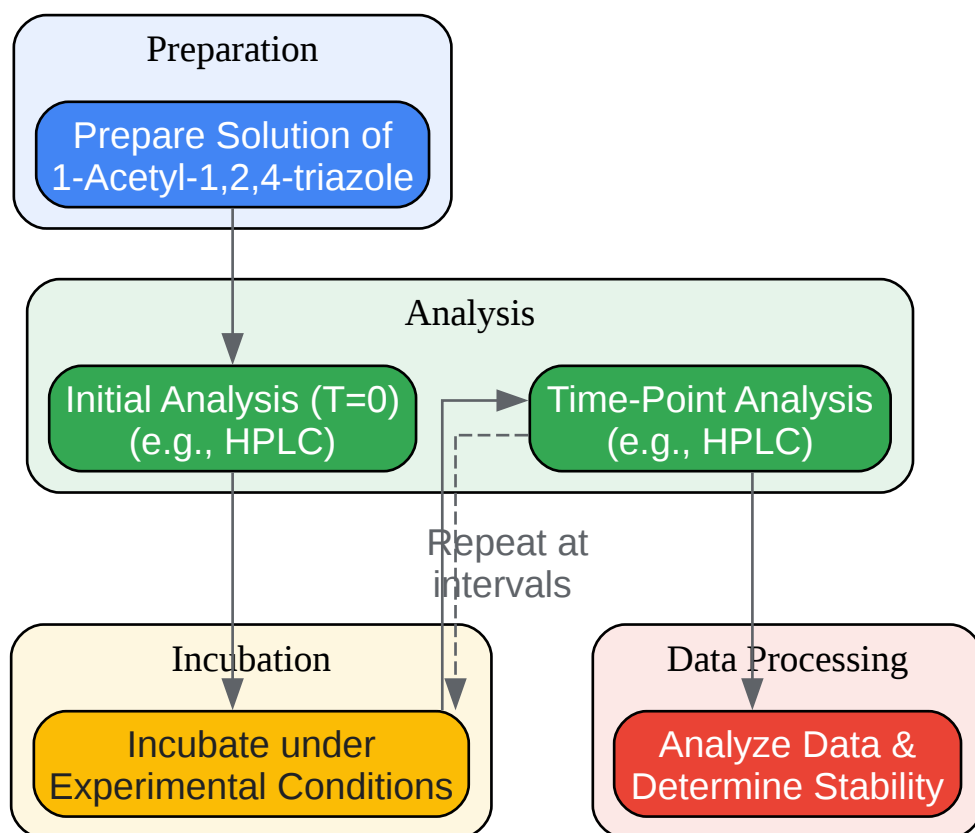 Preparation
Prepare Solution of
1-Acetyl-1,2,4-triazole
Analysis
Initial Analysis (T=0)
(e.g., HPLC)
Time-Point Analysis
(e.g., HPLC)
Repeat at
intervals
Incubation
Incubate under
Experimental Conditions
Data Processing
Analyze Data &
Determine Stability